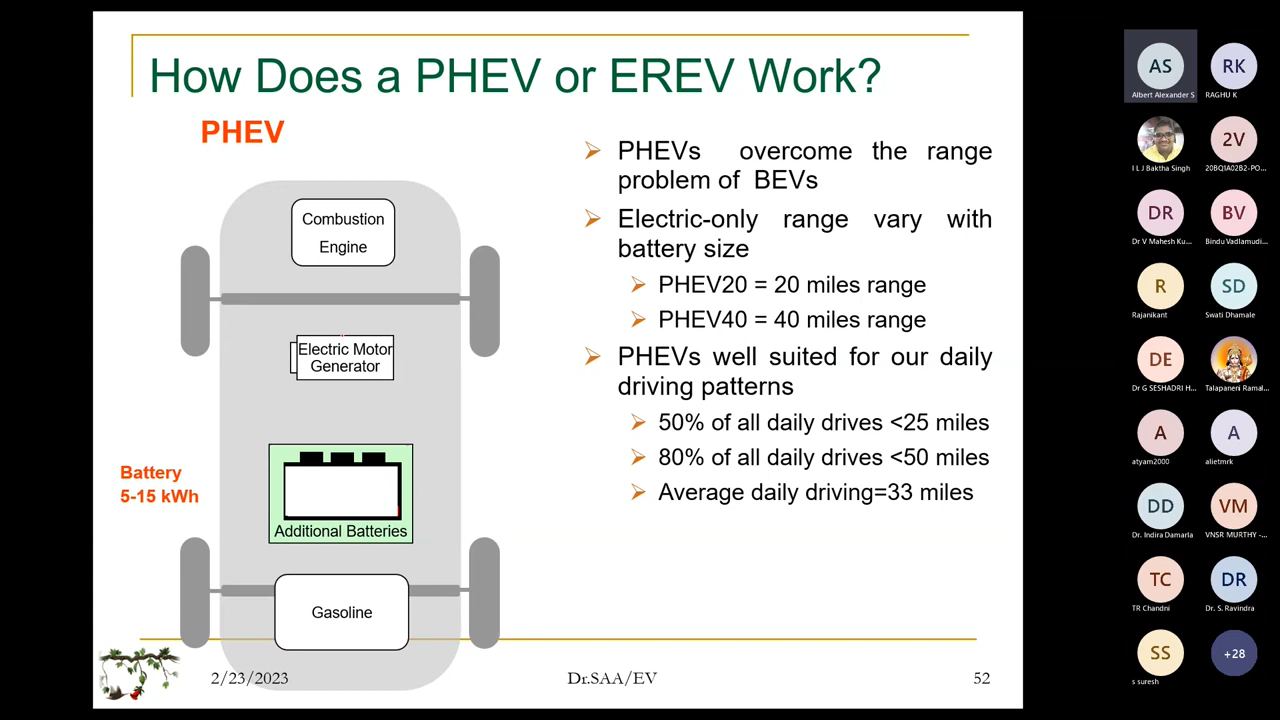 How Does a PHEV or EREV Work?
PHEV
Combustion
Engine
Electric Motor
Generator
Battery
5-15 kWh
Additional Batteries
Gasoline
PHEVs overcome the range
problem of BEVs
Electric-only range vary with
battery size
PHEV20 = 20 miles range
PHEV40 = 40 miles range
PHEVs well suited for our daily
driving patterns
50% of all daily drives <25 miles
80% of all daily drives <50 miles
Average daily driving=33 miles
2/23/2023
Dr.SAA/EV
52
AS
Albert Alexander S
RK
RAGHU K
I L J Baktha Singh
2V
20BQ1A02B2-PO...
DR
Dr V Mahesh Ku...
BV
Bindu Vadlamudi...
R
Rajanikant
SD
Swati Dhamale
DE
Dr G SESHADRI H...
Talapaneni Ramal...
A
atyam2000
A
alietmrk
DD
Dr. Indira Damarla
VM
VNSR MURTHY -...
TC
TR Chandni
DR
Dr. S. Ravindra
SS
s suresh
+28